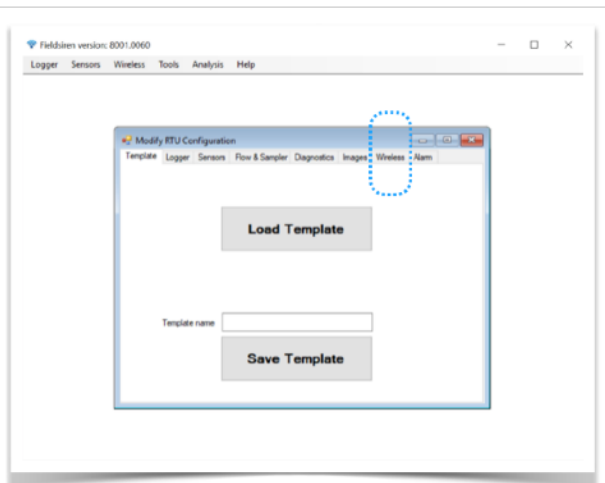 Fieldsiren version: 8001.0060
Logger Sensors Wireless Tools Analysis Help
Modify RTU Configuration
Template Logger Sensors Flow & Sampler Diagnostics Images Wireless Alarm
Load Template
Template name
Save Template